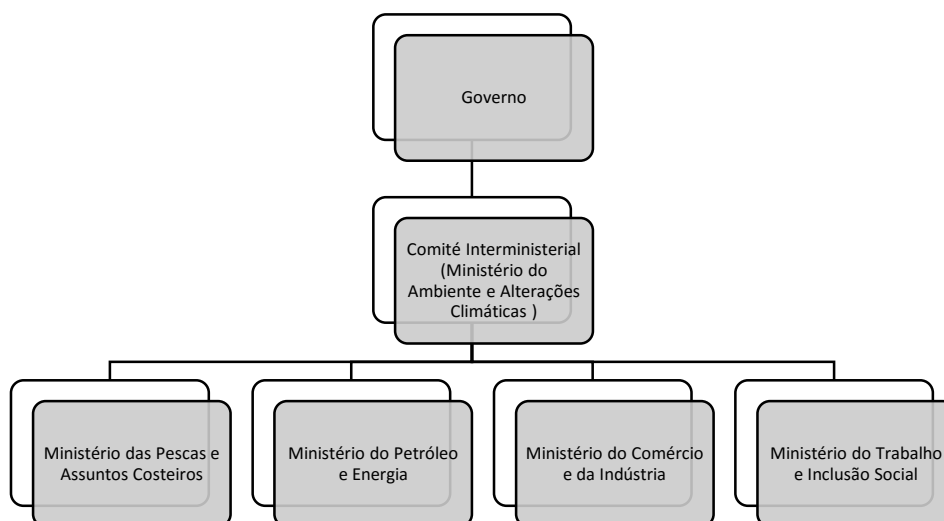 Governo
Comité Interministerial
(Ministério do
Ambiente e Alterações
Climáticas )
Ministério das Pescas e
Assuntos Costeiros
Ministério do Petróleo
e Energia
Ministério do Comércio
e da Indústria
Ministério do Trabalho
e Inclusão Social